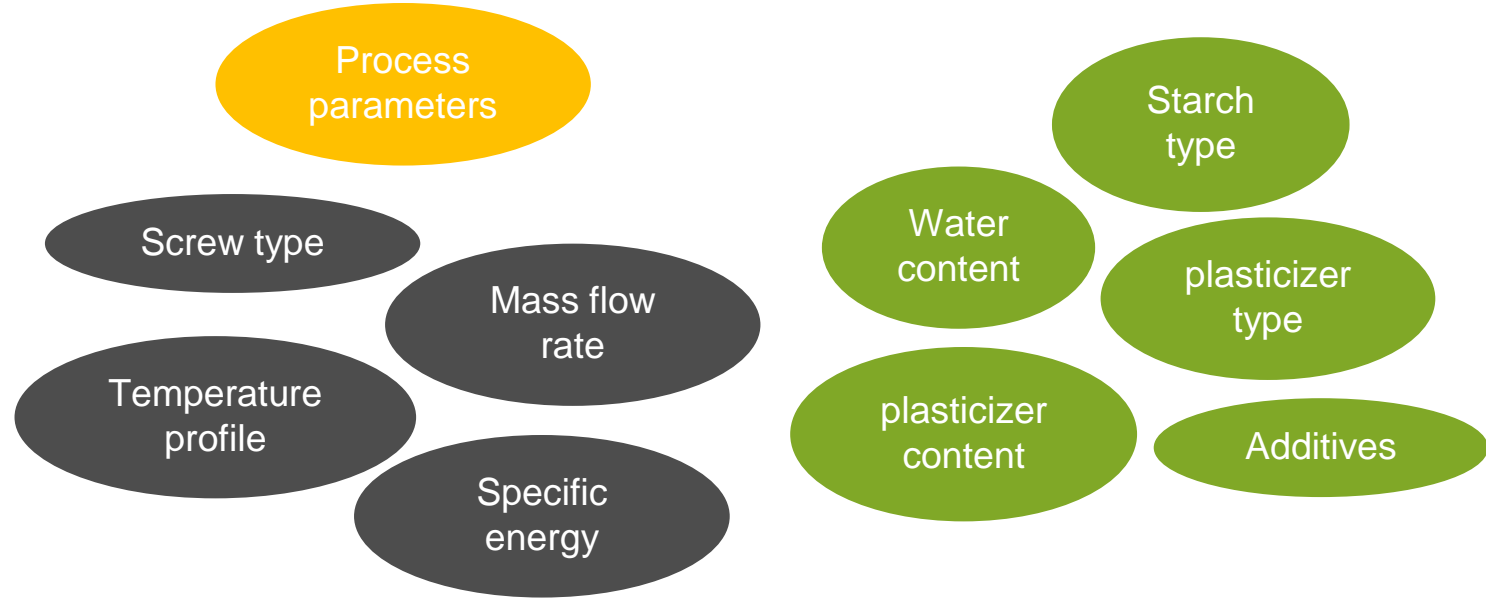 Process
parameters
Screw type
Mass flow
rate
Temperature
profile
Specific
energy
Starch
type
Water
content
plasticizer
type
plasticizer
content
Additives